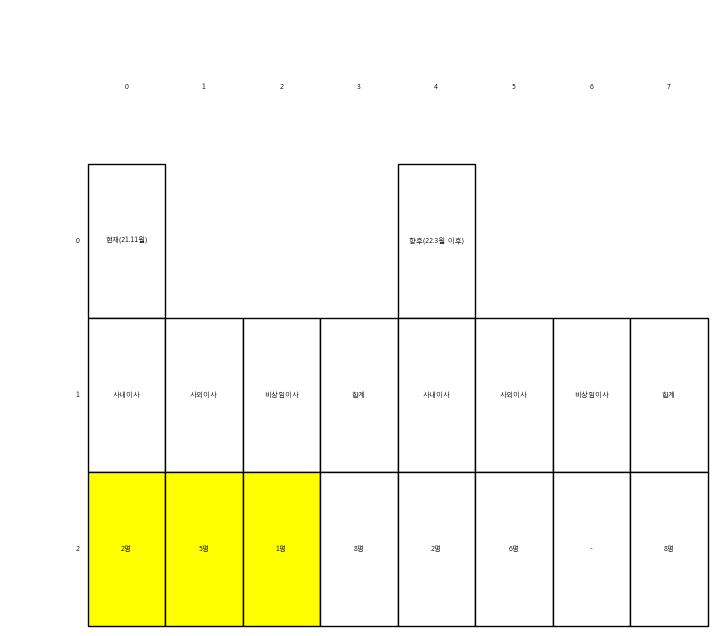 0 1 2 3 4 5 6 7
0 현재(21.11월) 향후(22.3월 이후)
1 사내이사 사외이사 비상임이사 합계 사내이사 사외이사 비상임이사 합계
2 2명 5명 1명 8명 2명 6명 - 8명